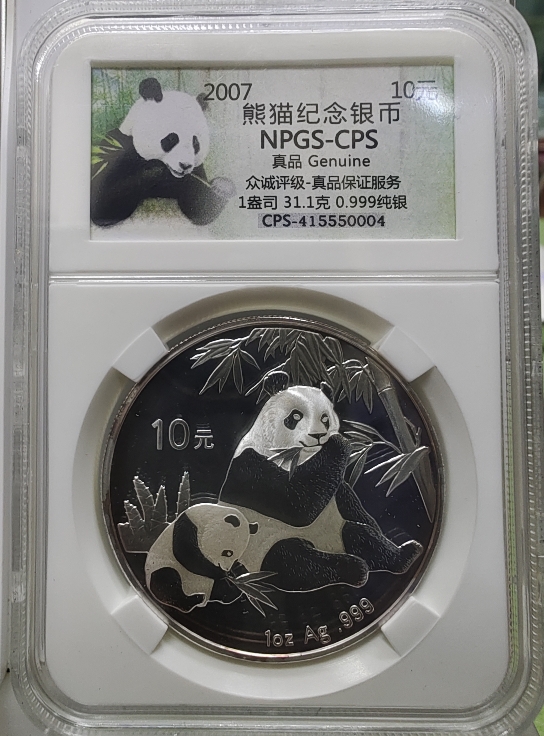 2007 10元
熊猫纪念银币
NPGS-CPS
真品 Genuine
众诚评级-真品保证服务
1盎司 31.1克 0.999纯银
CPS-415550004
10元
1oz Ag .999